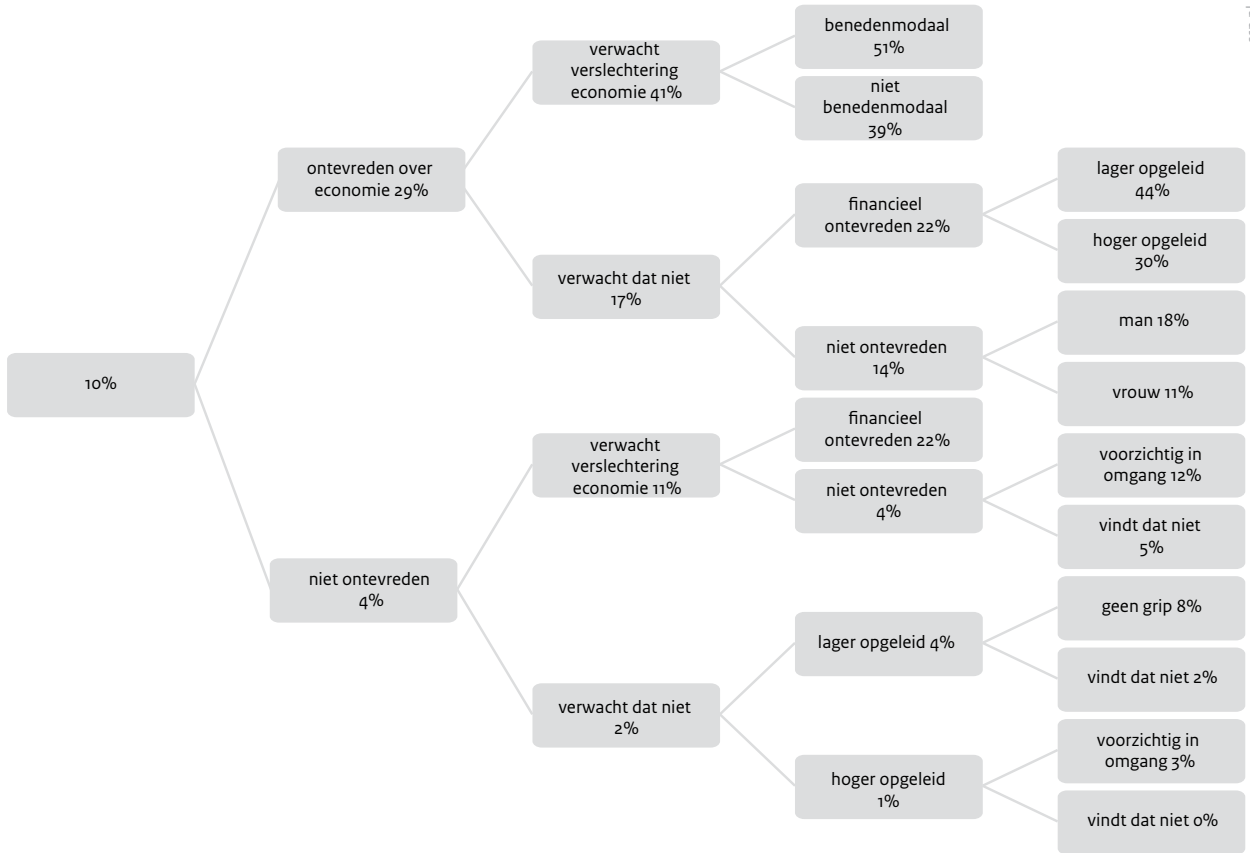 benedenmodaal
51%
verwacht
verslechtering
economie 41%
niet
benedenmodaal
39%
ontevreden over
economie 29%
lager opgeleid
44%
financieel
ontevreden 22%
hoger opgeleid
30%
verwacht dat niet
17%
man 18%
niet ontevreden
14%
10%
vrouw 11%
financieel
ontevreden 22%
verwacht
verslechtering
economie 11%
voorzichtig in
omgang 12%
niet ontevreden
4%
vindt dat niet
5%
niet ontevreden
4%
geen grip 8%
lager opgeleid 4%
vindt dat niet 2%
verwacht dat niet
2%
voorzichtig in
omgang 3%
hoger opgeleid
1%
vindt dat niet 0%